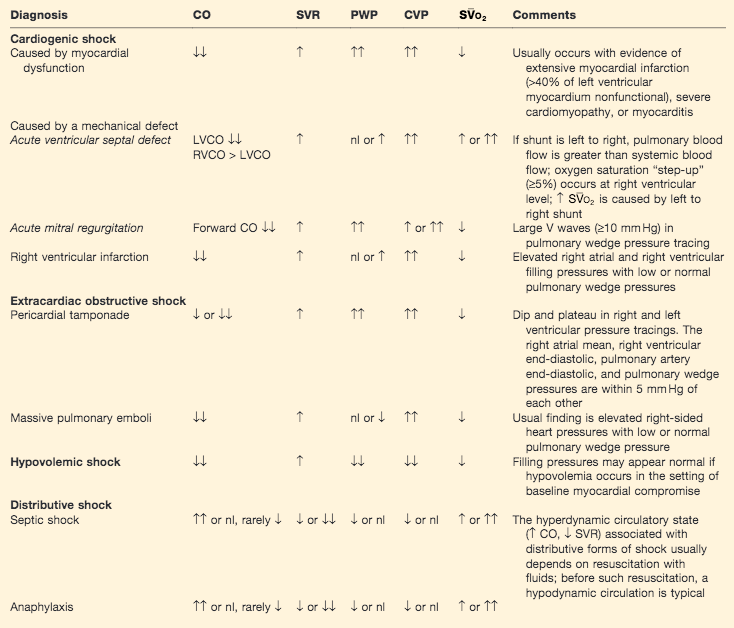 Diagnosis CO SVR PWP CVP Sv̄o₂ Comments
Cardiogenic shock
Caused by myocardial ↓↓ ↑ ↑↑ ↑↑ ↓ Usually occurs with evidence of
dysfunction extensive myocardial infarction
(>40% of left ventricular
myocardium nonfunctional), severe
cardiomyopathy, or myocarditis
Caused by a mechanical defect
Acute ventricular septal defect LVCO ↓↓ ↑ nl or ↑ ↑↑ ↑ or ↑↑ If shunt is left to right, pulmonary blood
RVCO > LVCO flow is greater than systemic blood
flow; oxygen saturation “step-up”
(≥5%) occurs at right ventricular
level; ↑ Sv̄o₂ is caused by left to
right shunt
Acute mitral regurgitation Forward CO ↓↓ ↑ ↑↑ ↑ or ↑↑ ↓ Large V waves (≥10 mm Hg) in
pulmonary wedge pressure tracing
Right ventricular infarction ↓↓ ↑ nl or ↑ ↑↑ ↓ Elevated right atrial and right ventricular
filling pressures with low or normal
pulmonary wedge pressures
Extracardiac obstructive shock
Pericardial tamponade ↓ or ↓↓ ↑ ↑↑ ↑↑ ↓ Dip and plateau in right and left
ventricular pressure tracings. The
right atrial mean, right ventricular
end-diastolic, pulmonary artery
end-diastolic, and pulmonary wedge
pressures are within 5 mm Hg of
each other
Massive pulmonary emboli ↓↓ ↑ nl or ↓ ↑↑ ↓ Usual finding is elevated right-sided
heart pressures with low or normal
pulmonary wedge pressure
Hypovolemic shock ↓↓ ↑ ↓↓ ↓↓ ↓ Filling pressures may appear normal if
hypovolemia occurs in the setting of
baseline myocardial compromise
Distributive shock
Septic shock ↑↑ or nl, rarely ↓ ↓ or ↓↓ ↓ or nl ↓ or nl ↑ or ↑↑ The hyperdynamic circulatory state
(↑ CO, ↓ SVR) associated with
distributive forms of shock usually
depends on resuscitation with
fluids; before such resuscitation, a
hypodynamic circulation is typical
Anaphylaxis ↑↑ or nl, rarely ↓ ↓ or ↓↓ ↓ or nl ↓ or nl ↑ or ↑↑